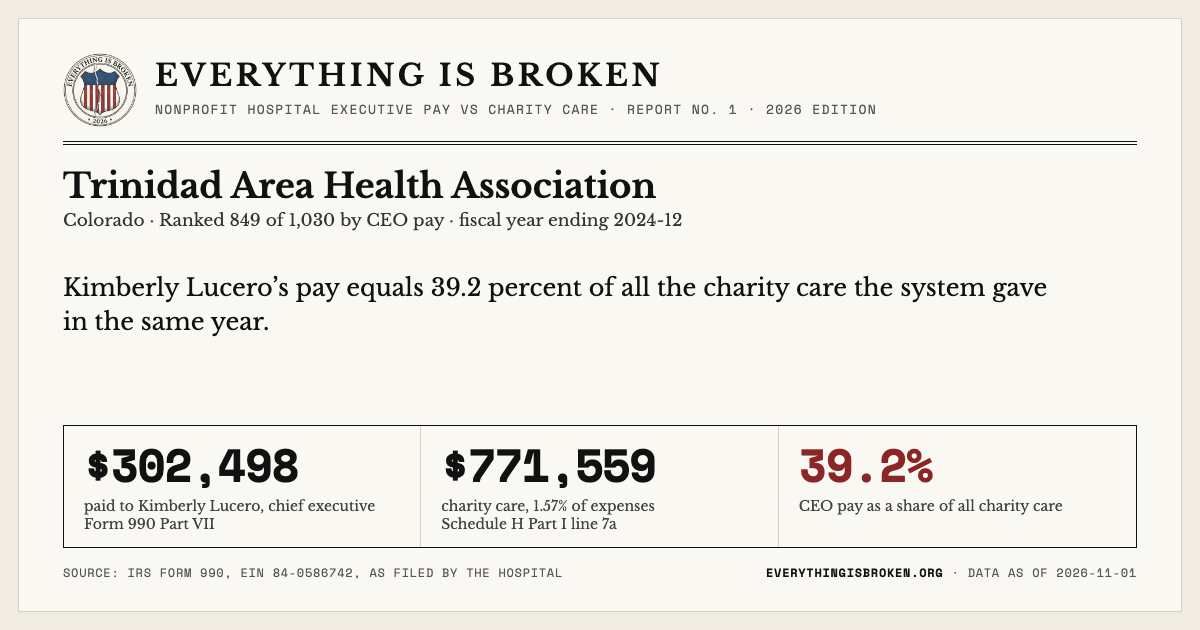 EVERYTHING IS BROKEN
2026
EVERYTHING IS BROKEN
NONPROFIT HOSPITAL EXECUTIVE PAY VS CHARITY CARE · REPORT NO. 1 · 2026 EDITION
Trinidad Area Health Association
Colorado · Ranked 849 of 1,030 by CEO pay · fiscal year ending 2024-12
Kimberly Lucero’s pay equals 39.2 percent of all the charity care the system gave
in the same year.
$302,498
paid to Kimberly Lucero, chief executive
Form 990 Part VII
$771,559
charity care, 1.57% of expenses
Schedule H Part I line 7a
39.2%
CEO pay as a share of all charity care
SOURCE: IRS FORM 990, EIN 84-0586742, AS FILED BY THE HOSPITAL
EVERYTHINGISBROKEN.ORG · DATA AS OF 2026-11-01